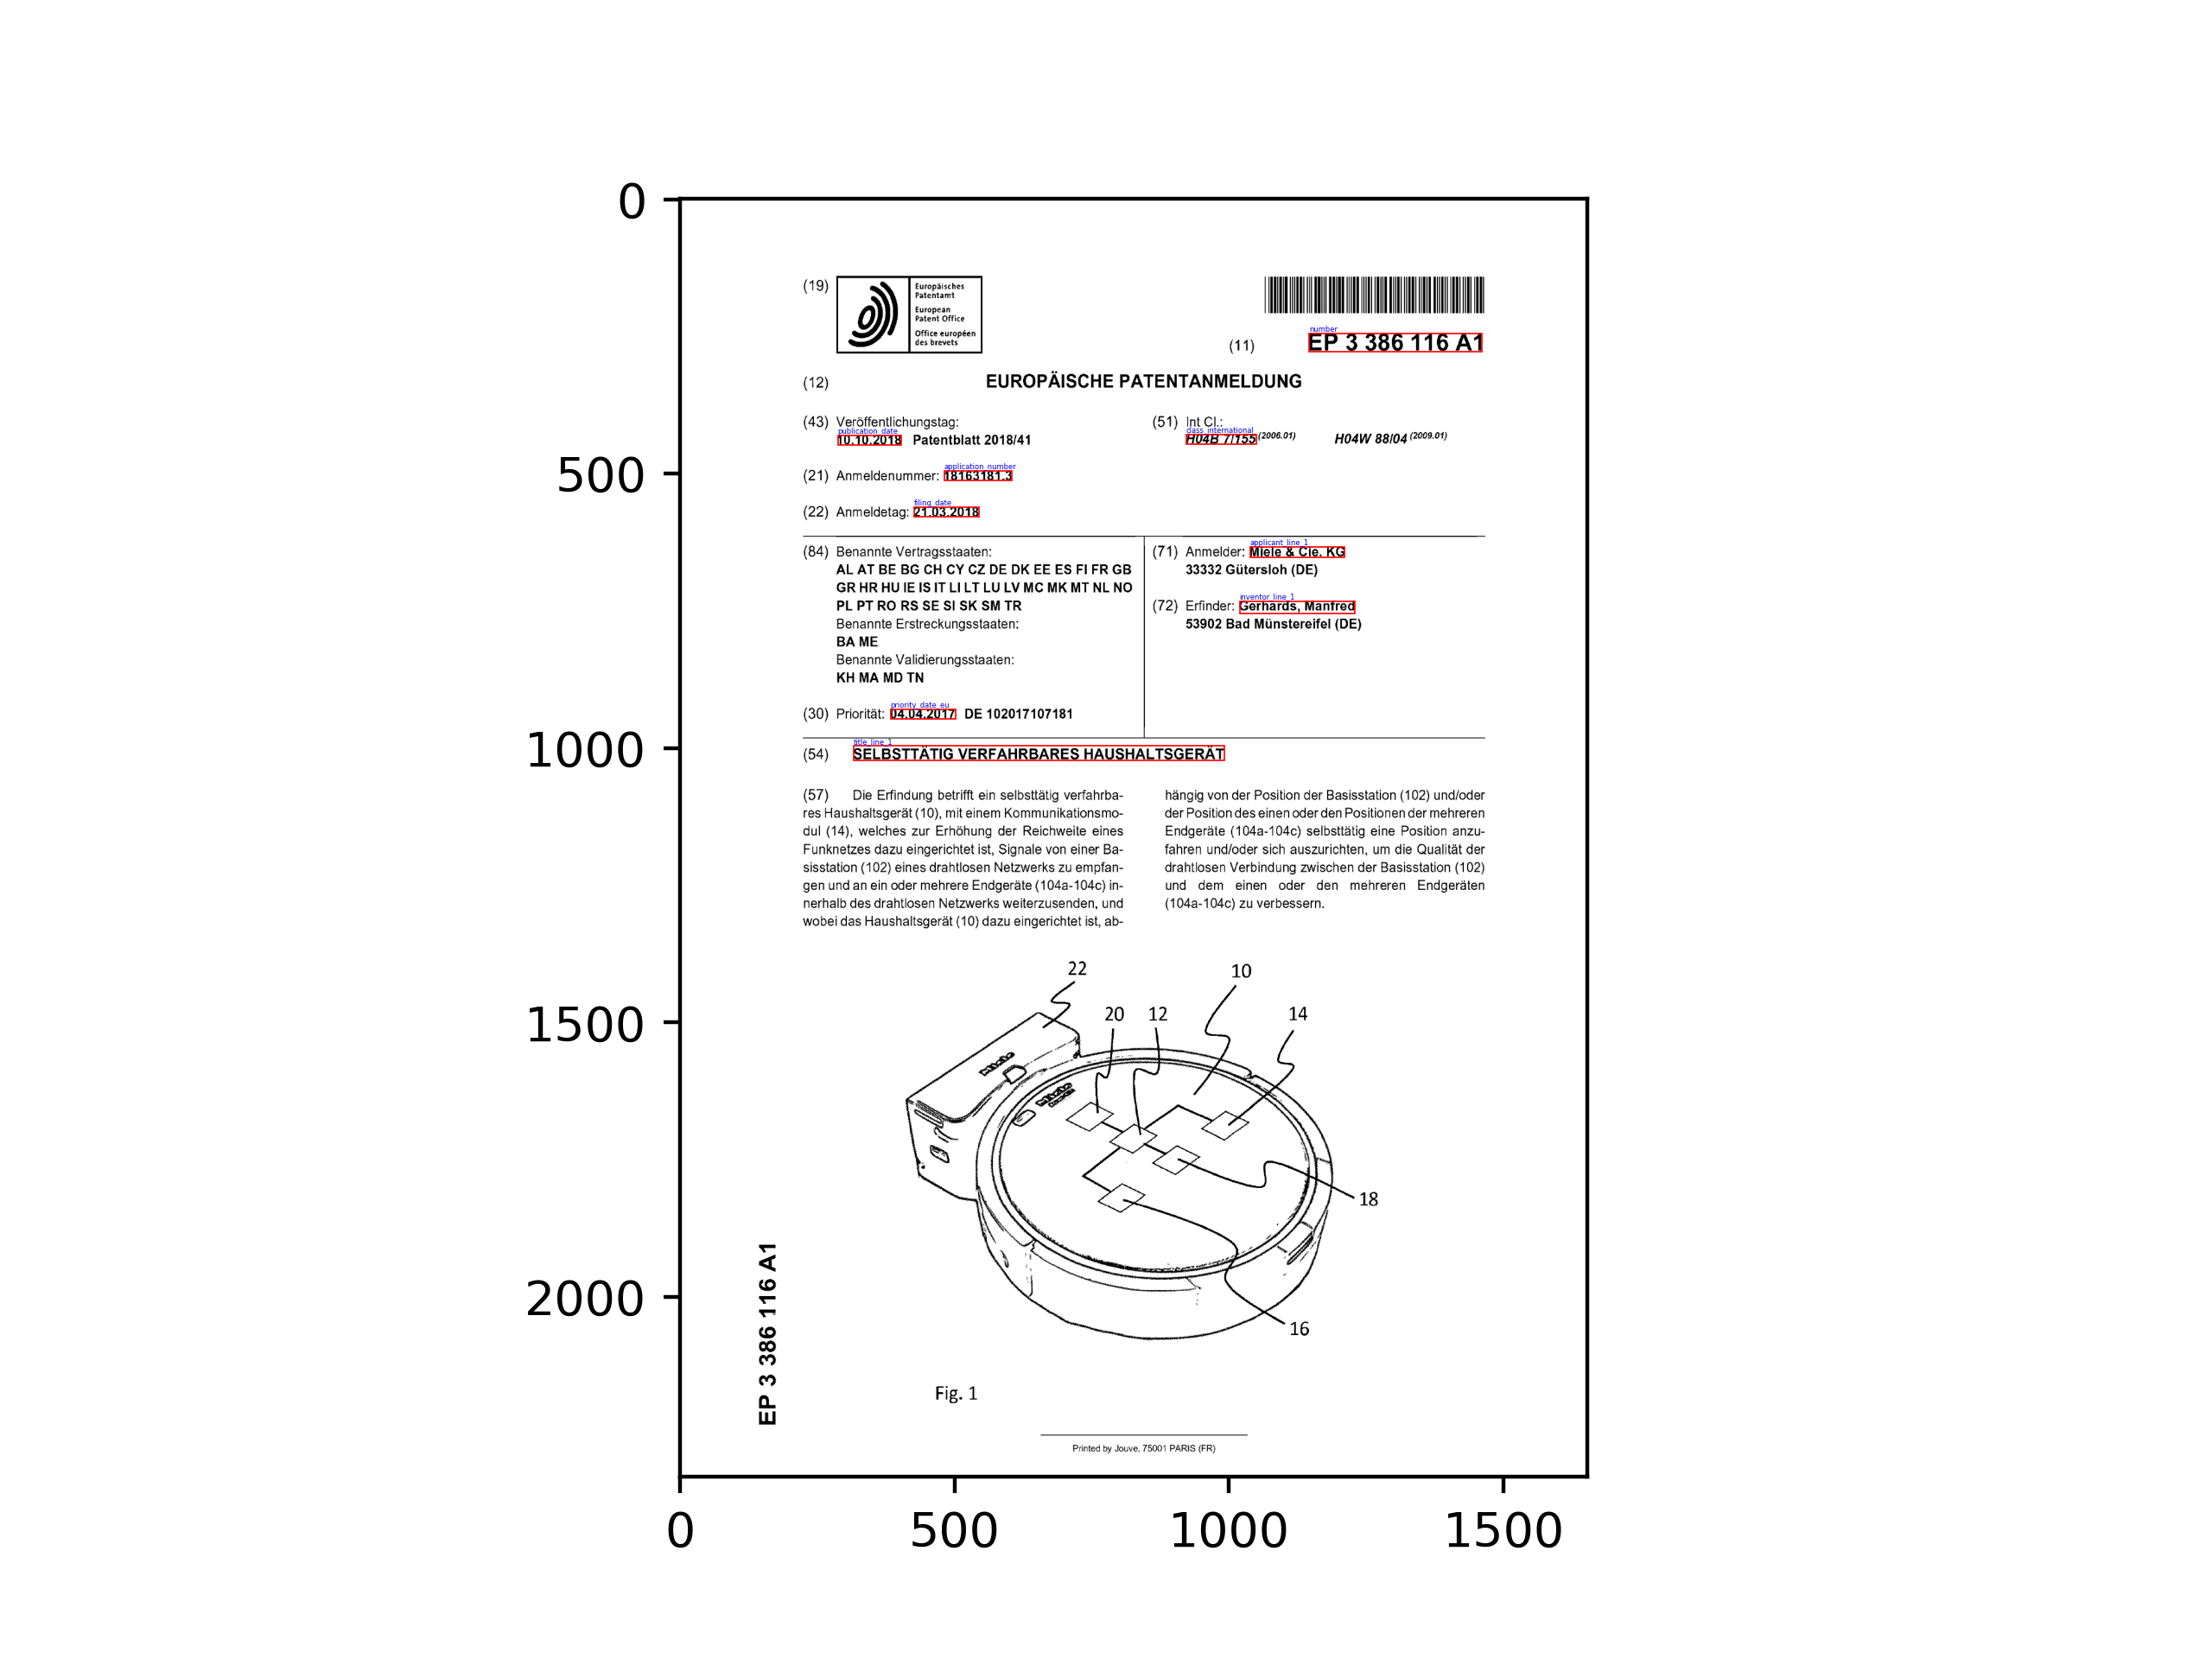 0
500
1000
1500
2000
0
500
1000
1500
(19)
Europäisches
Patentamt
European
Patent Office
Office européen
des brevets
number
(11) EP 3 386 116 A1
(12) EUROPÄISCHE PATENTANMELDUNG
(43) Veröffentlichungstag:
publication_date
10.10.2018 Patentblatt 2018/41
(51) Int Cl.:
class_international
H04B 7/155 (2006.01) H04W 88/04 (2009.01)
application_number
(21) Anmeldenummer: 18163181.3
filing_date
(22) Anmeldetag: 21.03.2018
(84) Benannte Vertragsstaaten:
AL AT BE BG CH CY CZ DE DK EE ES FI FR GB
GR HR HU IE IS IT LI LT LU LV MC MK MT NL NO
PL PT RO RS SE SI SK SM TR
Benannte Erstreckungsstaaten:
BA ME
Benannte Validierungsstaaten:
KH MA MD TN
priority_date_eu
(30) Priorität: 04.04.2017 DE 102017107181
applicant_line_1
(71) Anmelder: Miele & Cie. KG
33332 Gütersloh (DE)
inventor_line_1
(72) Erfinder: Gerhards, Manfred
53902 Bad Münstereifel (DE)
title_line_1
(54) SELBSTTÄTIG VERFAHRBARES HAUSHALTSGERÄT
(57) Die Erfindung betrifft ein selbsttätig verfahrba-
res Haushaltsgerät (10), mit einem Kommunikationsmo-
dul (14), welches zur Erhöhung der Reichweite eines
Funknetzes dazu eingerichtet ist, Signale von einer Ba-
sisstation (102) eines drahtlosen Netzwerks zu empfan-
gen und an ein oder mehrere Endgeräte (104a-104c) in-
nerhalb des drahtlosen Netzwerks weiterzusenden, und
wobei das Haushaltsgerät (10) dazu eingerichtet ist, ab-
hängig von der Position der Basisstation (102) und/oder
der Position des einen oder den Positionen der mehreren
Endgeräte (104a-104c) selbsttätig eine Position anzu-
fahren und/oder sich auszurichten, um die Qualität der
drahtlosen Verbindung zwischen der Basisstation (102)
und dem einen oder den mehreren Endgeräten
(104a-104c) zu verbessern.
22
10
20
12
14
Miele
Miele
18
16
Fig. 1
EP 3 386 116 A1
Printed by Jouve, 75001 PARIS (FR)